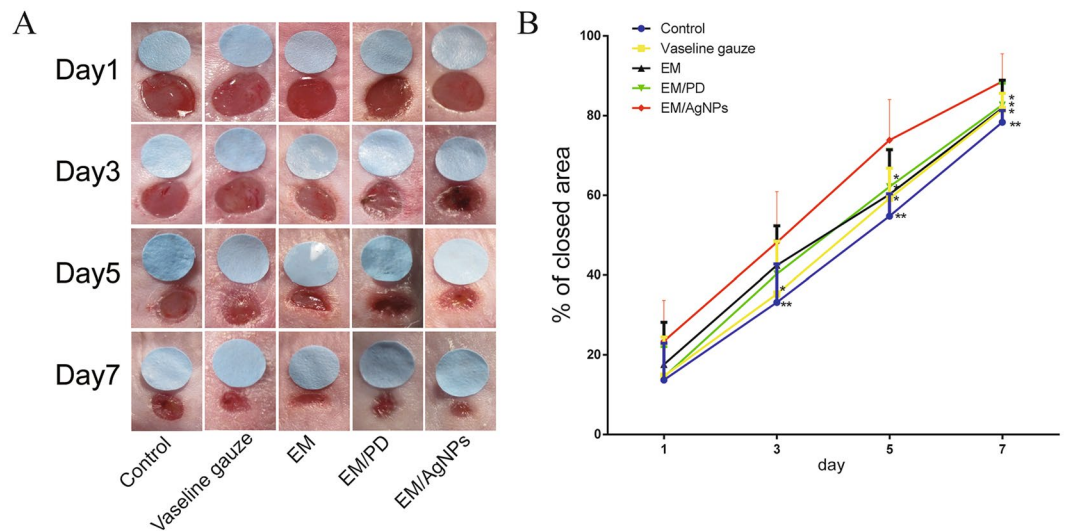 A
Day1
Day3
Day5
Day7
Control
Vaseline gauze
EM
EM/PD
EM/AgNPs
B
Control
Vaseline gauze
EM
EM/PD
EM/AgNPs
% of closed area
100
80
60
40
20
0
*
**
*
*
*
**
*
*
*
**
1
3
5
7
day